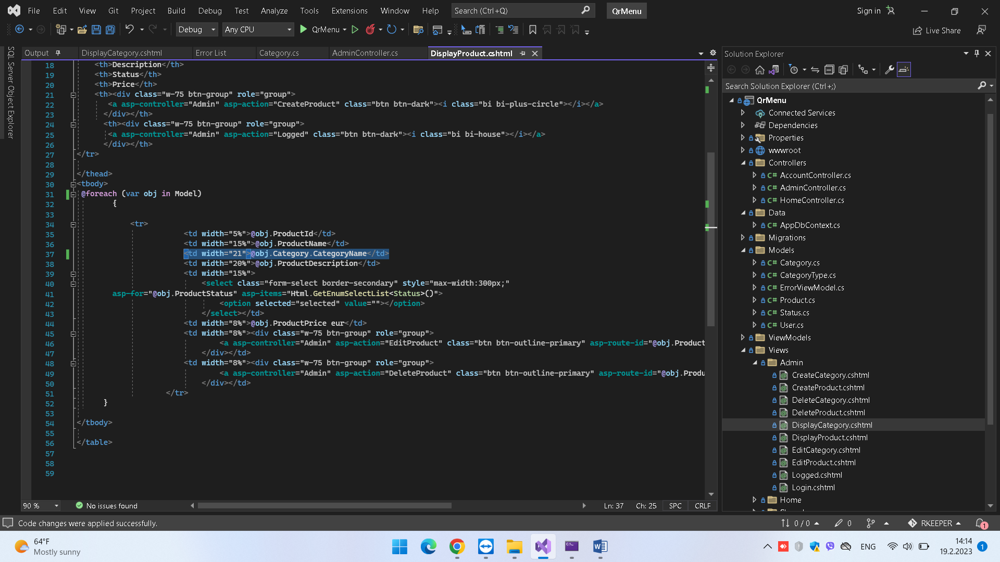 File Edit View Git Project Build Debug Test Analyze Tools Extensions Window Help Search (Ctrl+Q) QrMenu Sign in
Debug Any CPU QrMenu Live Share
SQL Server Object Explorer
Output DisplayCategory.cshtml Error List Category.cs AdminController.cs DisplayProduct.cshtml
18 <th>Description</th>
19 <th>Status</th>
20 <th>Price</th>
21 <th><div class="w-75 btn-group" role="group">
22 <a asp-controller="Admin" asp-action="CreateProduct" class="btn btn-dark"><i class="bi bi-plus-circle"></i></a>
23 </div></th>
24 <th><div class="w-75 btn-group" role="group">
25 <a asp-controller="Admin" asp-action="Logged" class="btn btn-dark"><i class="bi bi-house"></i></a>
26 </div></th>
27 </tr>
28
29 </thead>
30 <tbody>
31 @foreach (var obj in Model)
32 {
33
34 <tr>
35 <td width="5%">@obj.ProductId</td>
36 <td width="15%">@obj.ProductName</td>
37 <td width="21">@obj.Category.CategoryName</td>
38 <td width="20%">@obj.ProductDescription</td>
39 <td width="15%">
40 <select class="form-select border-secondary" style="max-width:300px;"
41 asp-for="@obj.ProductStatus" asp-items="Html.GetEnumSelectList<Status>()">
42 <option selected="selected" value=""></option>
43 </select></td>
44 <td width="8%">@obj.ProductPrice eur</td>
45 <td width="8%"><div class="w-75 btn-group" role="group">
46 <a asp-controller="Admin" asp-action="EditProduct" class="btn btn-outline-primary" asp-route-id="@obj.Product
47 </div></td>
48 <td width="8%"><div class="w-75 btn-group" role="group">
49 <a asp-controller="Admin" asp-action="DeleteProduct" class="btn btn-outline-primary" asp-route-id="@obj.Produ
50 </div></td>
51 </tr>
52 }
53
54 </tbody>
55
56 </table>
57
58
59
90 % No issues found Ln: 37 Ch: 25 SPC CRLF
Solution Explorer
Search Solution Explorer (Ctrl+;)
QrMenu
Connected Services
Dependencies
Properties
wwwroot
Controllers
C# AccountController.cs
C# AdminController.cs
C# HomeController.cs
Data
C# AppDbContext.cs
Migrations
Models
C# Category.cs
C# CategoryType.cs
C# ErrorViewModel.cs
C# Product.cs
C# Status.cs
C# User.cs
ViewModels
Views
Admin
CreateCategory.cshtml
CreateProduct.cshtml
DeleteCategory.cshtml
DeleteProduct.cshtml
DisplayCategory.cshtml
DisplayProduct.cshtml
EditCategory.cshtml
EditProduct.cshtml
Logged.cshtml
Login.cshtml
Home
Code changes were applied successfully. 0 / 0 0 RKEEPER 1
64°F
Mostly sunny
ENG
14:14
19.2.2023
1